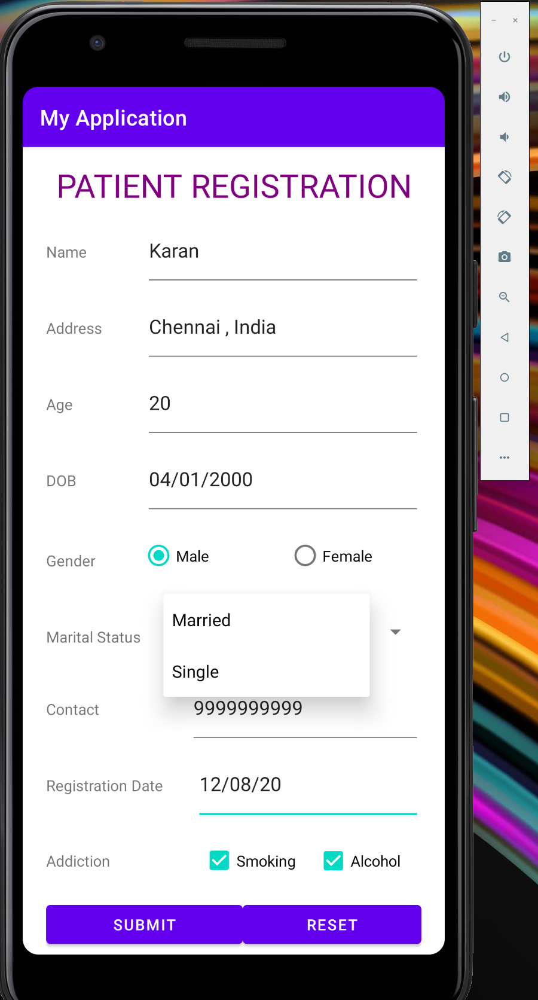 My Application
PATIENT REGISTRATION
Name Karan
Address Chennai , India
Age 20
DOB 04/01/2000
Gender Male Female
Married
Marital Status
Single
Contact 9999999999
Registration Date 12/08/20
Addiction Smoking Alcohol
SUBMIT RESET